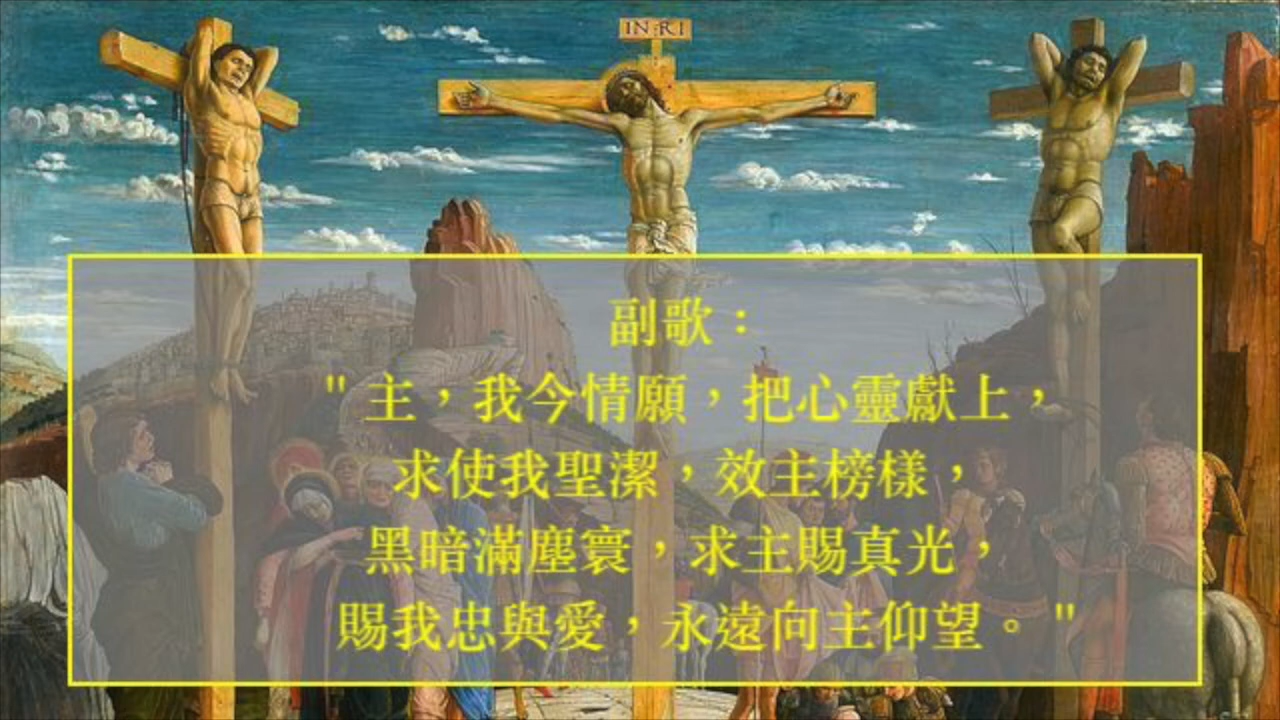 IN·RI
副歌：
" 主，我今情願，把心靈獻上，
求使我聖潔，效主榜樣，
黑暗滿塵寰，求主賜真光，
賜我忠與愛，永遠向主仰望。"